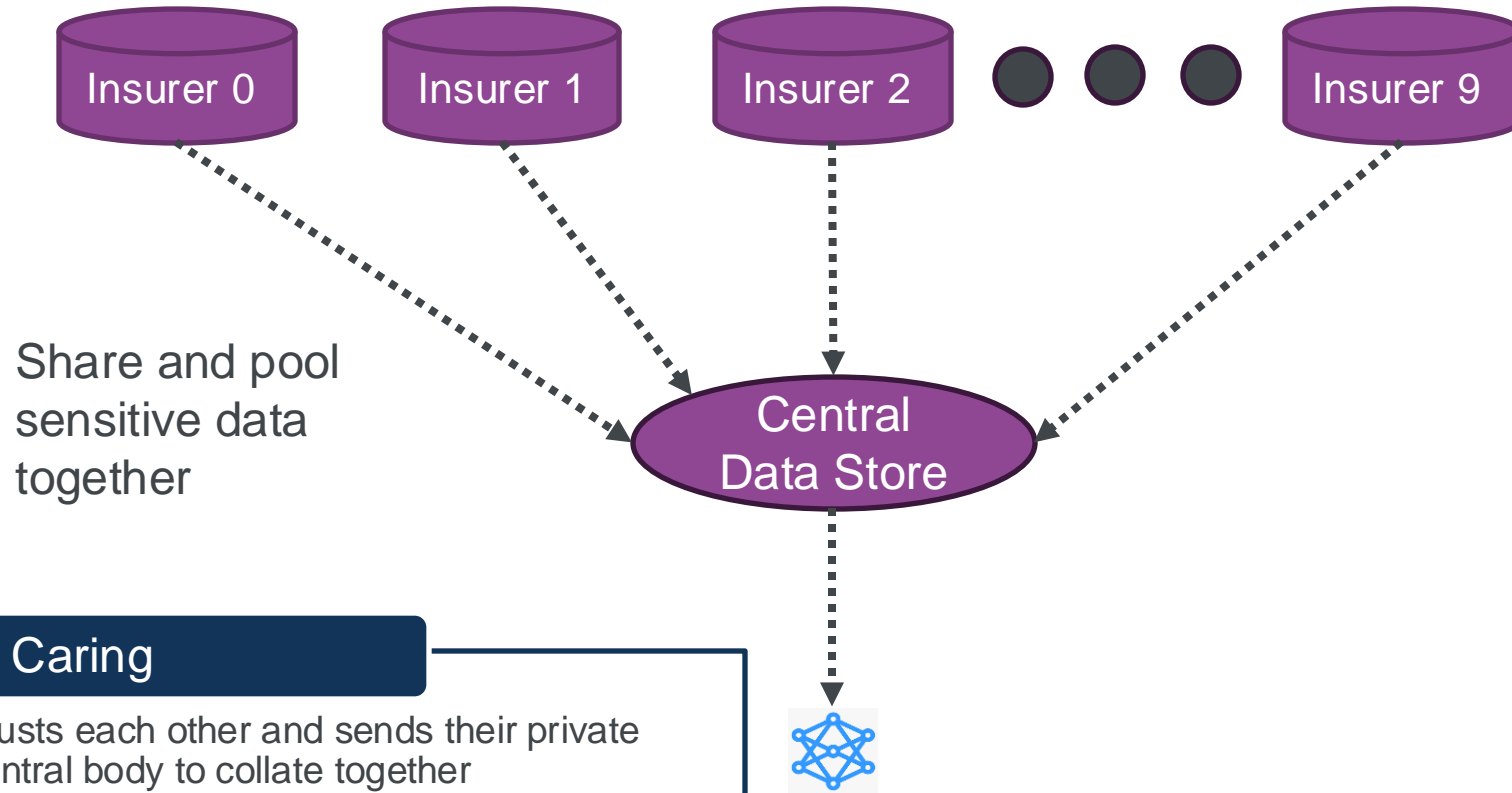 Insurer 0
Insurer 1
Insurer 2
Insurer 9
Share and pool
sensitive data
together
Central
Data Store
Caring
each other and sends their private
body to collate together